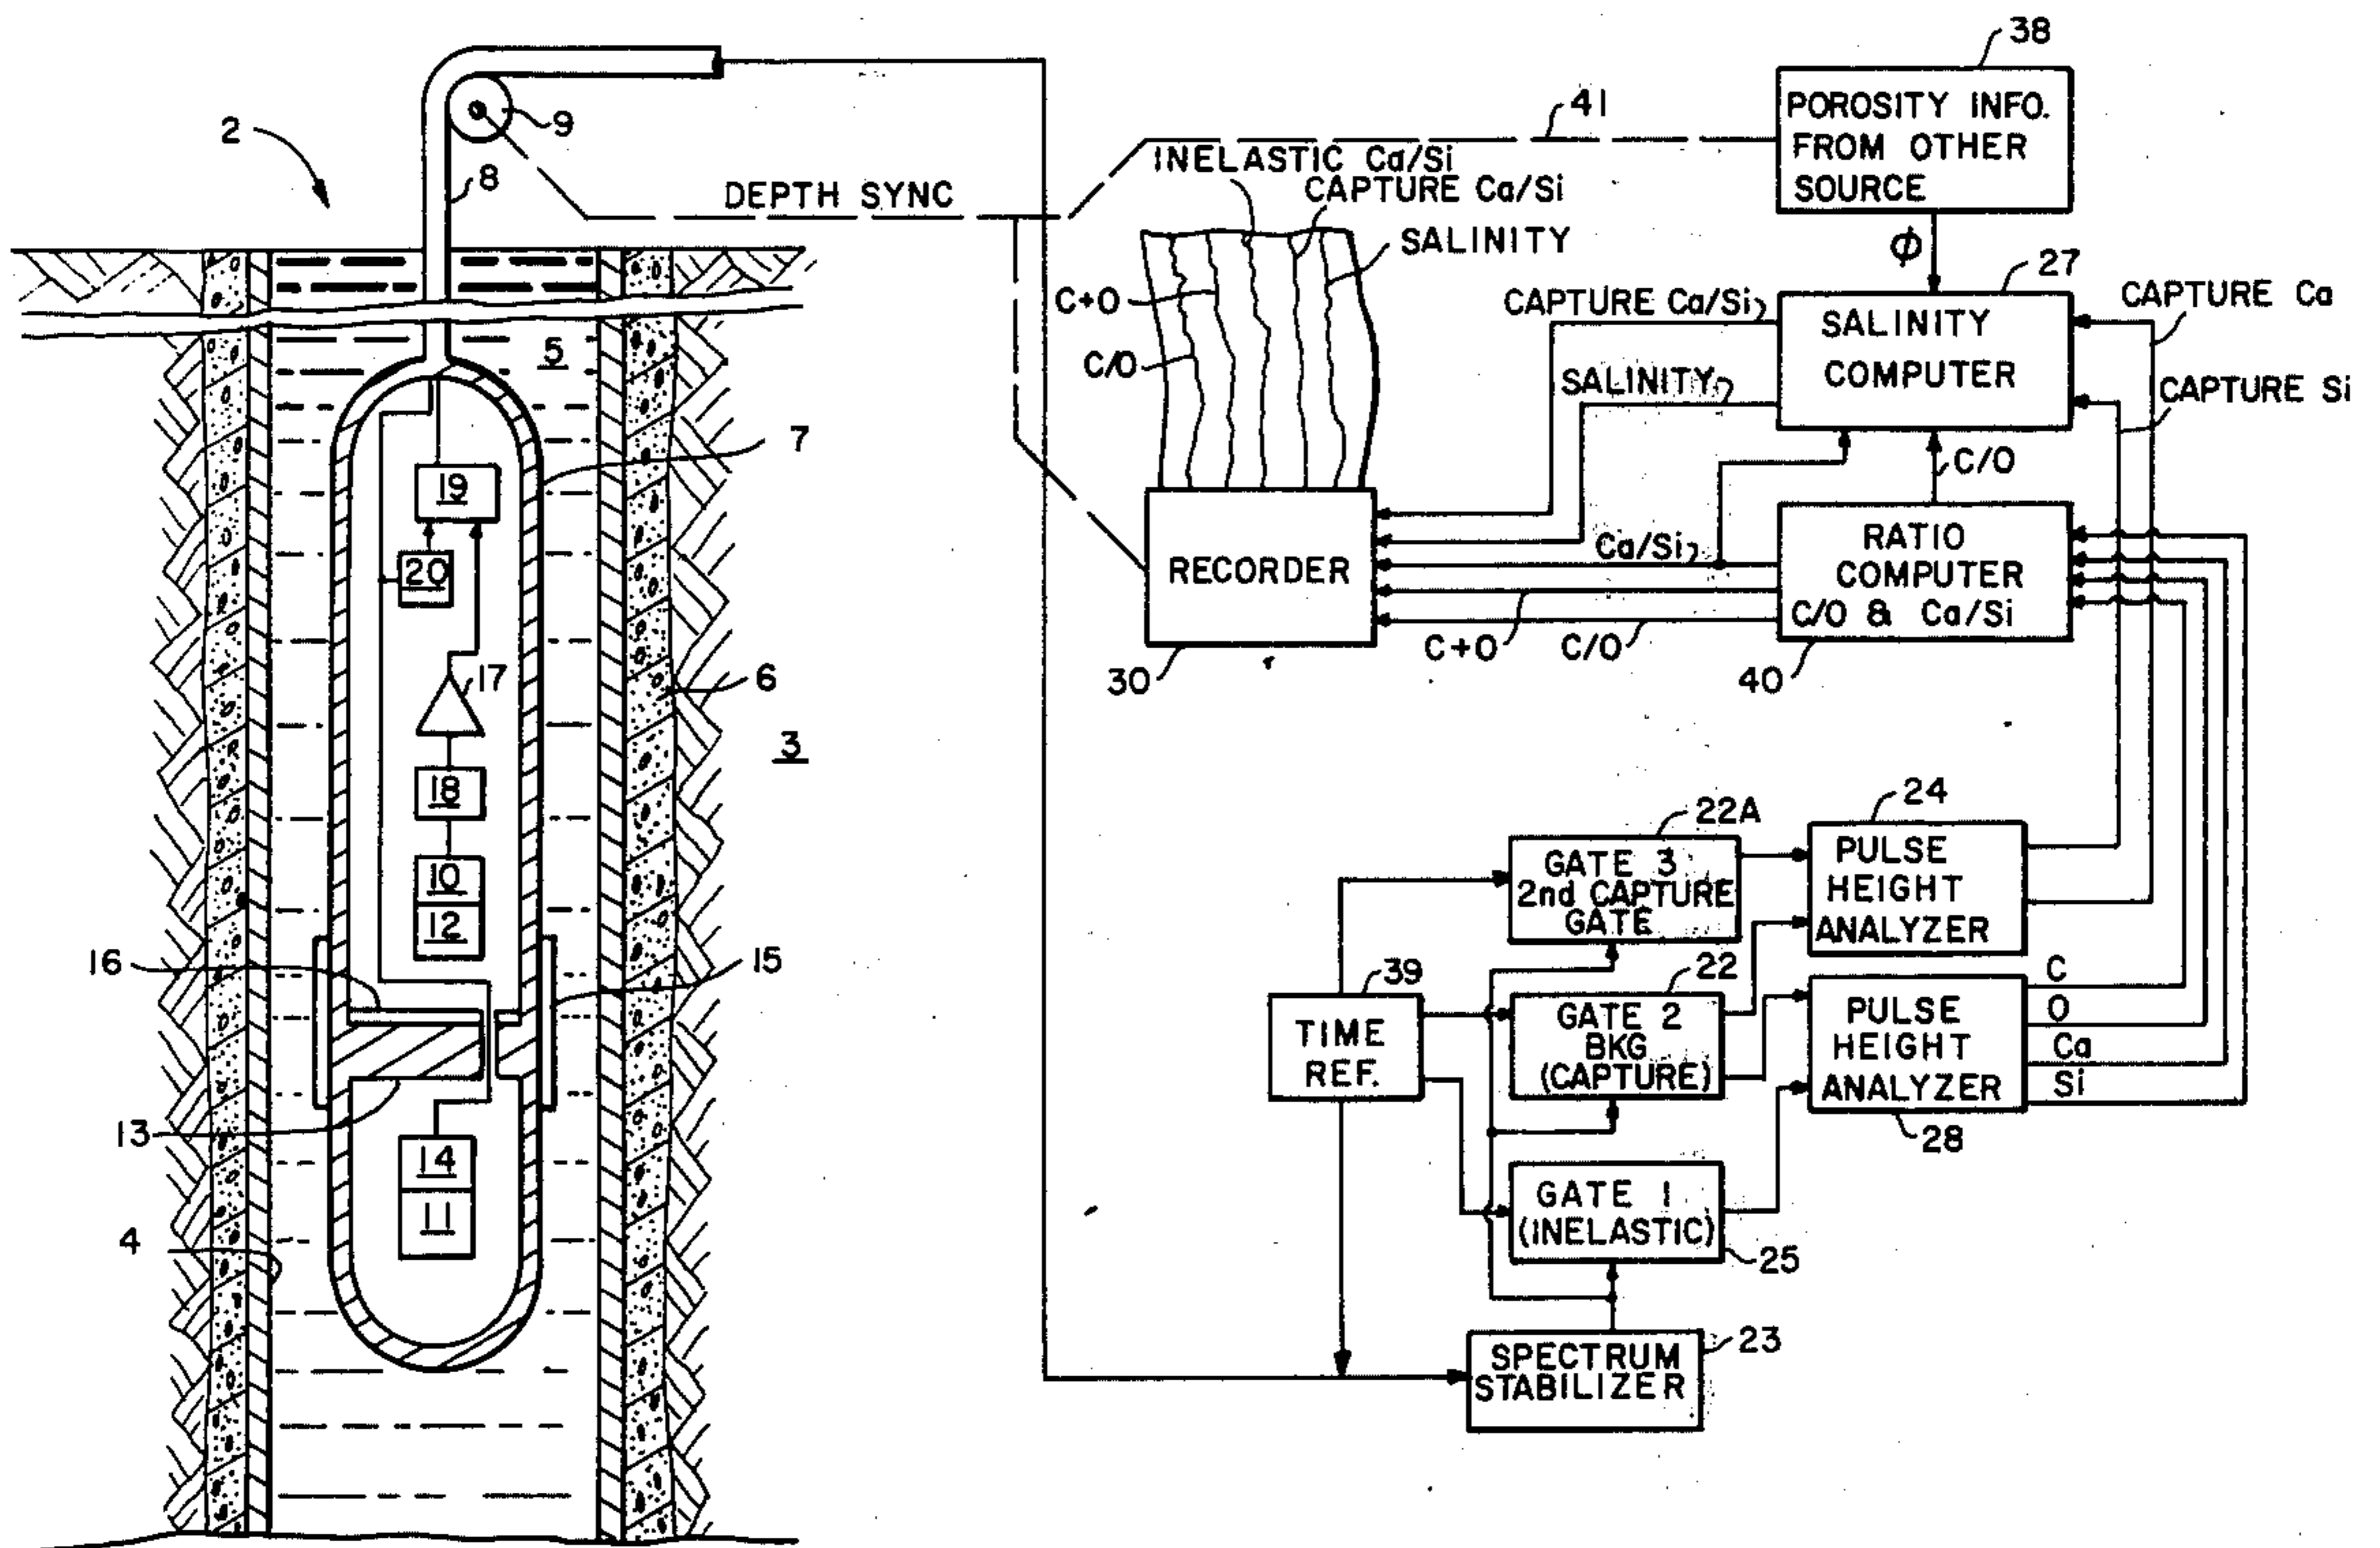 2
8
9
DEPTH SYNC
5
7
19
20
17
6
3
18
10
12
16
15
13
14
11
4
38
POROSITY INFO.
FROM OTHER
SOURCE
41
INELASTIC Ca/Si
CAPTURE Ca/Si
SALINITY
C+O
C/O
ϕ
27
CAPTURE Ca/Si
SALINITY
COMPUTER
CAPTURE Ca
SALINITY
CAPTURE Si
C/O
RECORDER
30
Ca/Si
C+O
C/O
RATIO
COMPUTER
C/O & Ca/Si
40
22A
GATE 3
2nd CAPTURE
GATE
24
PULSE
HEIGHT
ANALYZER
39
TIME
REF.
22
GATE 2
BKG
(CAPTURE)
PULSE
HEIGHT
ANALYZER
28
C
O
Ca
Si
GATE 1
(INELASTIC)
25
SPECTRUM
STABILIZER
23